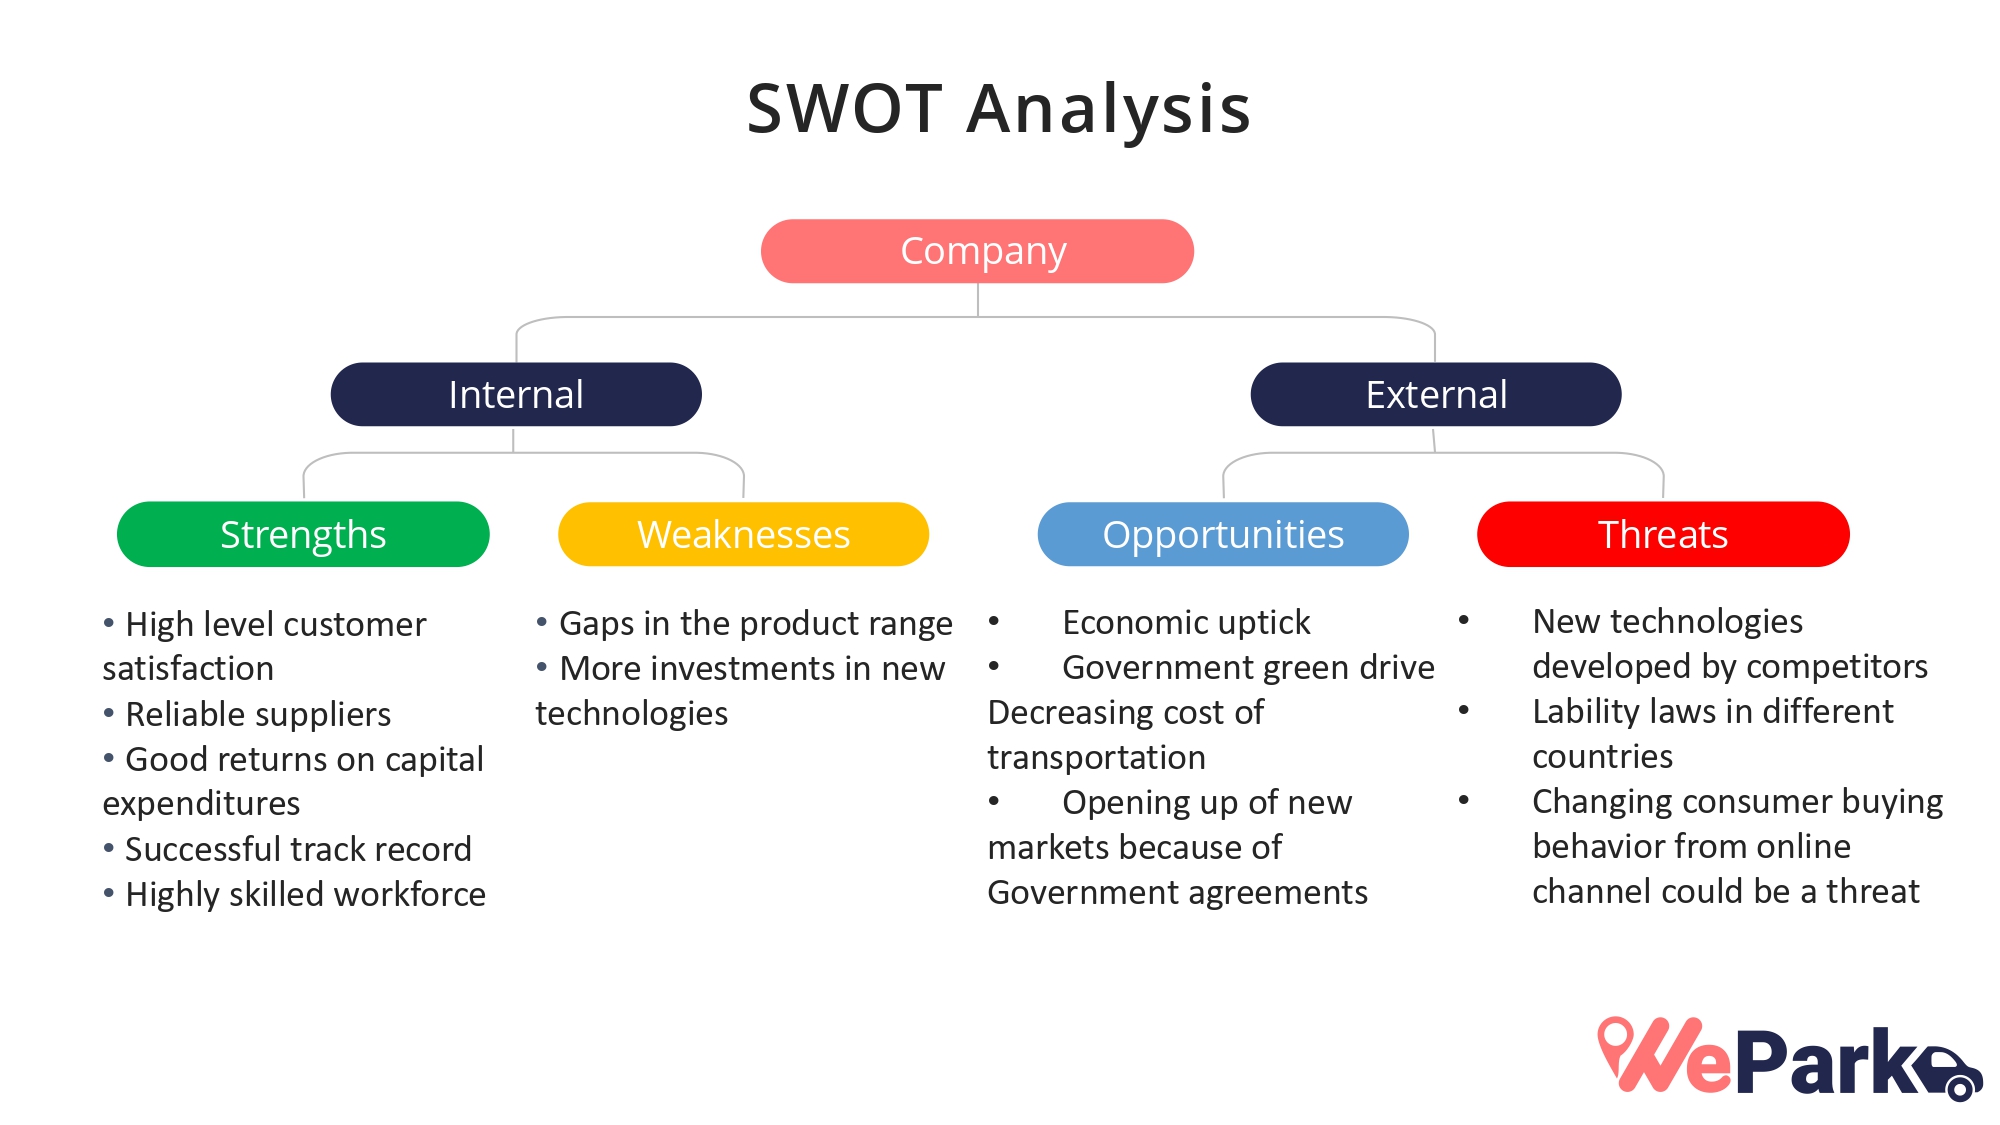 SWOT Analysis
Company
Internal
External
Strengths
Weaknesses
Opportunities
Threats
• High level customer
satisfaction
• Reliable suppliers
• Good returns on capital
expenditures
• Successful track record
• Highly skilled workforce
• Gaps in the product range
• More investments in new
technologies
• Economic uptick
• Government green drive
Decreasing cost of
transportation
• Opening up of new
markets because of
Government agreements
• New technologies
developed by competitors
• Lability laws in different
countries
• Changing consumer buying
behavior from online
channel could be a threat
WePark